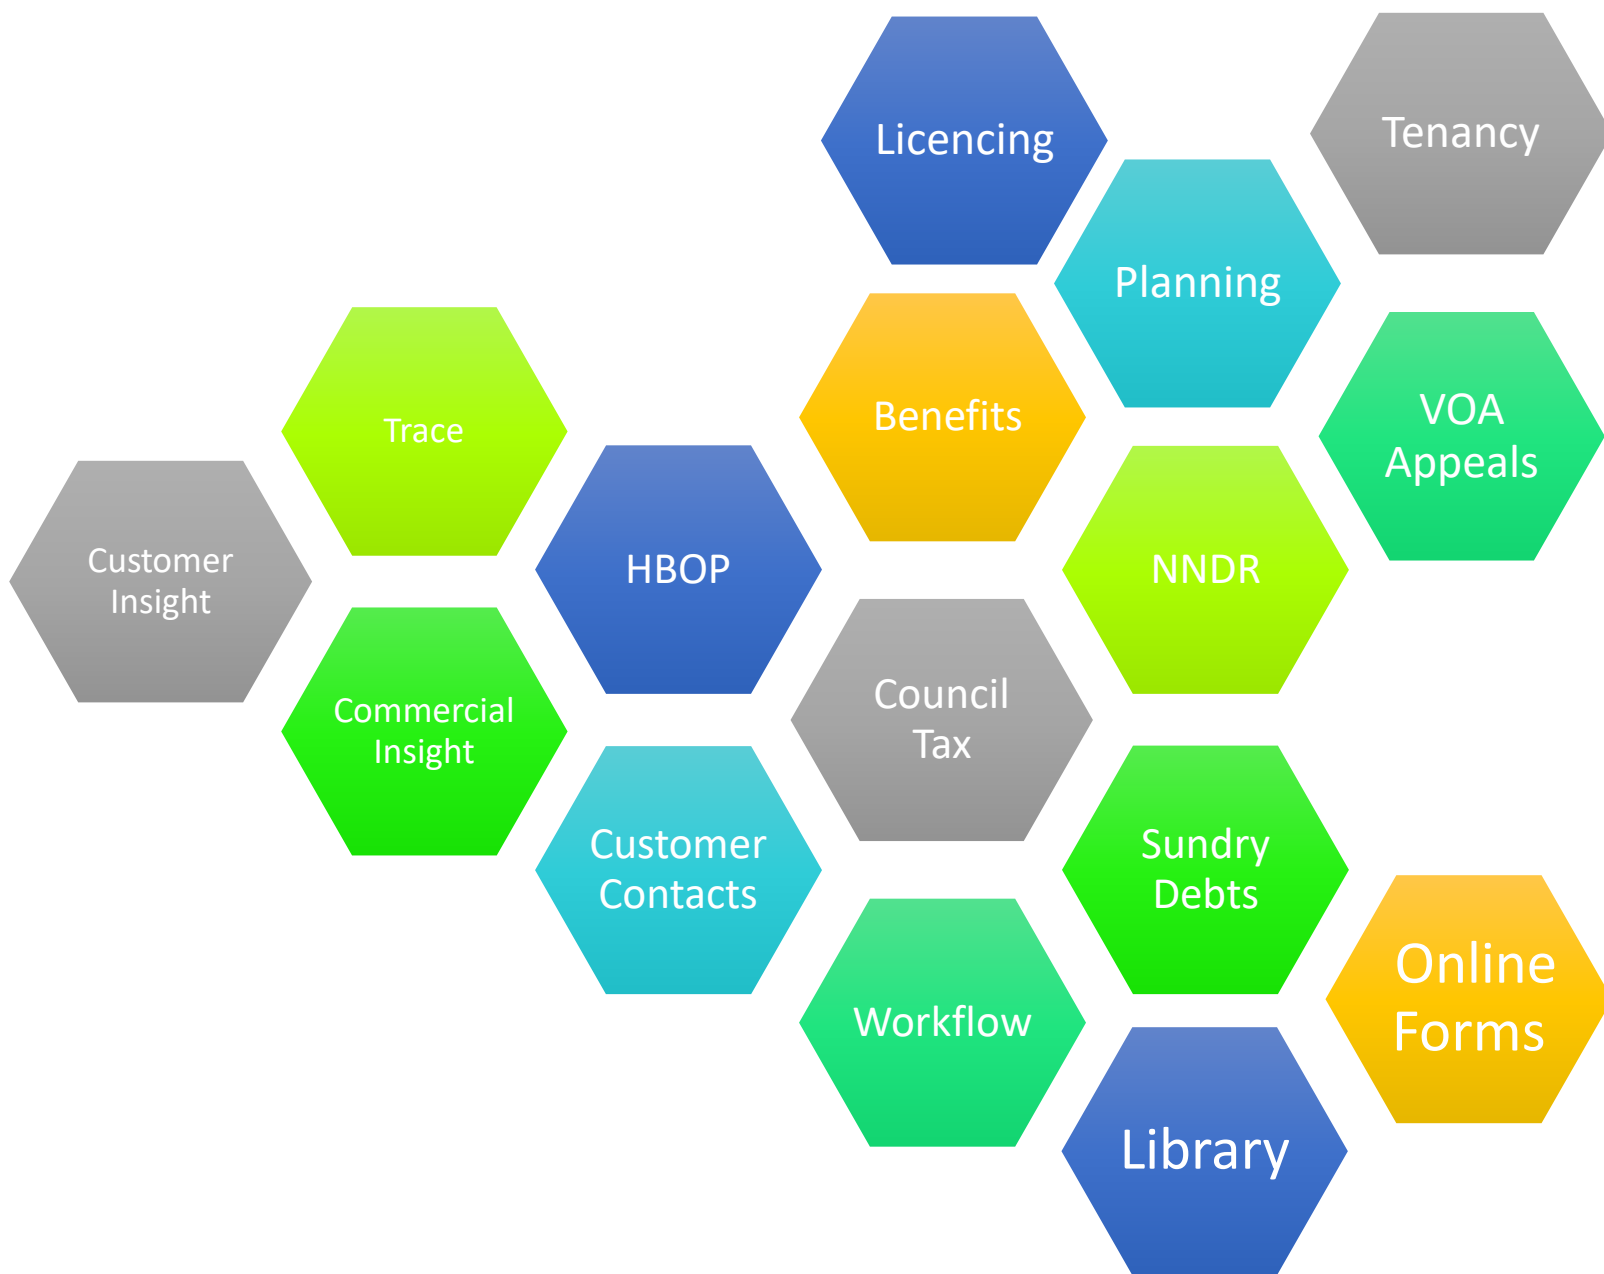 Licencing
Tenancy
Planning
Benefits
VOA
Appeals
Trace
Customer
Insight
HBOP
NNDR
Commercial
Insight
Council
Tax
Customer
Contacts
Sundry
Debts
Online
Forms
Workflow
Library